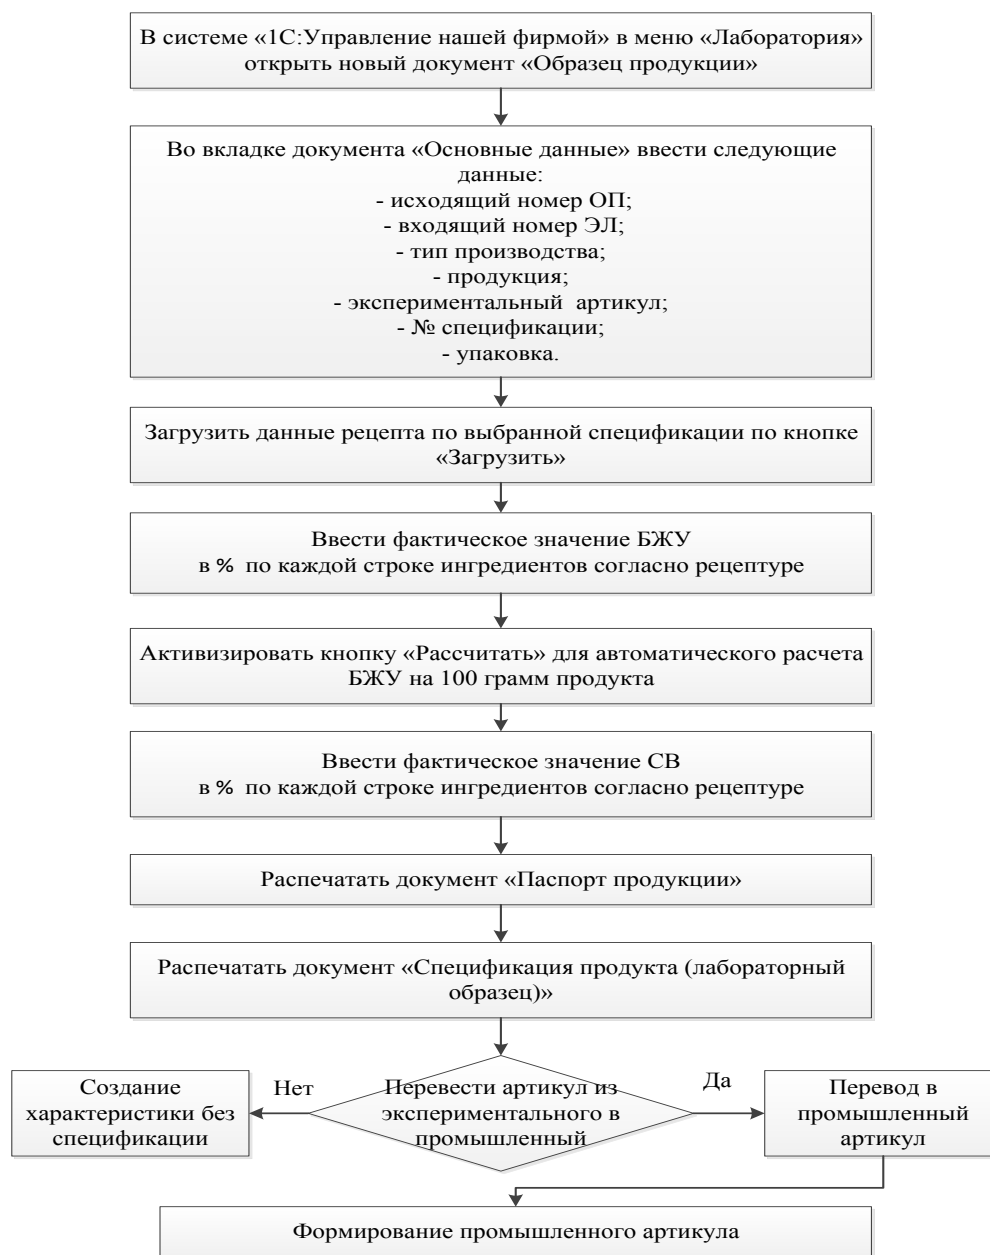 В системе «1С:Управление нашей фирмой» в меню «Лаборатория»
открыть новый документ «Образец продукции»
Во вкладке документа «Основные данные» ввести следующие
данные:
- исходящий номер ОП;
- входящий номер ЭЛ;
- тип производства;
- продукция;
- экспериментальный артикул;
- № спецификации;
- упаковка.
Загрузить данные рецепта по выбранной спецификации по кнопке
«Загрузить»
Ввести фактическое значение БЖУ
в % по каждой строке ингредиентов согласно рецептуре
Активизировать кнопку «Рассчитать» для автоматического расчета
БЖУ на 100 грамм продукта
Ввести фактическое значение СВ
в % по каждой строке ингредиентов согласно рецептуре
Распечатать документ «Паспорт продукции»
Распечатать документ «Спецификация продукта (лабораторный
образец)»
Создание
характеристики без
спецификации
Нет
Перевести артикул из
экспериментального в
промышленный
Да
Перевод в
промышленный
артикул
Формирование промышленного артикула